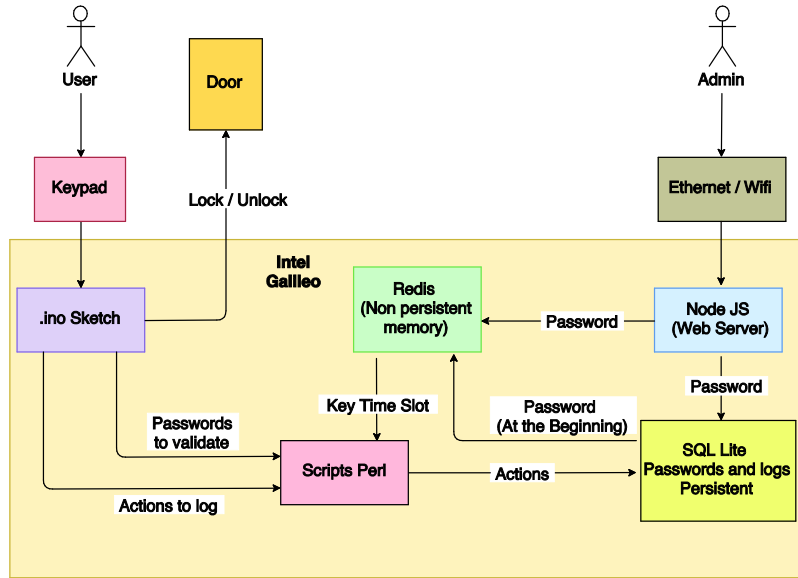 User
Admin
Door
Keypad
Ethernet / Wifi
Lock / Unlock
Intel
Galileo
.ino Sketch
Redis
(Non persistent
memory)
Password
Node JS
(Web Server)
Password
Key Time Slot
Password
(At the Beginning)
Passwords
to validate
SQL Lite
Passwords and logs
Persistent
Scripts Perl
Actions
Actions to log